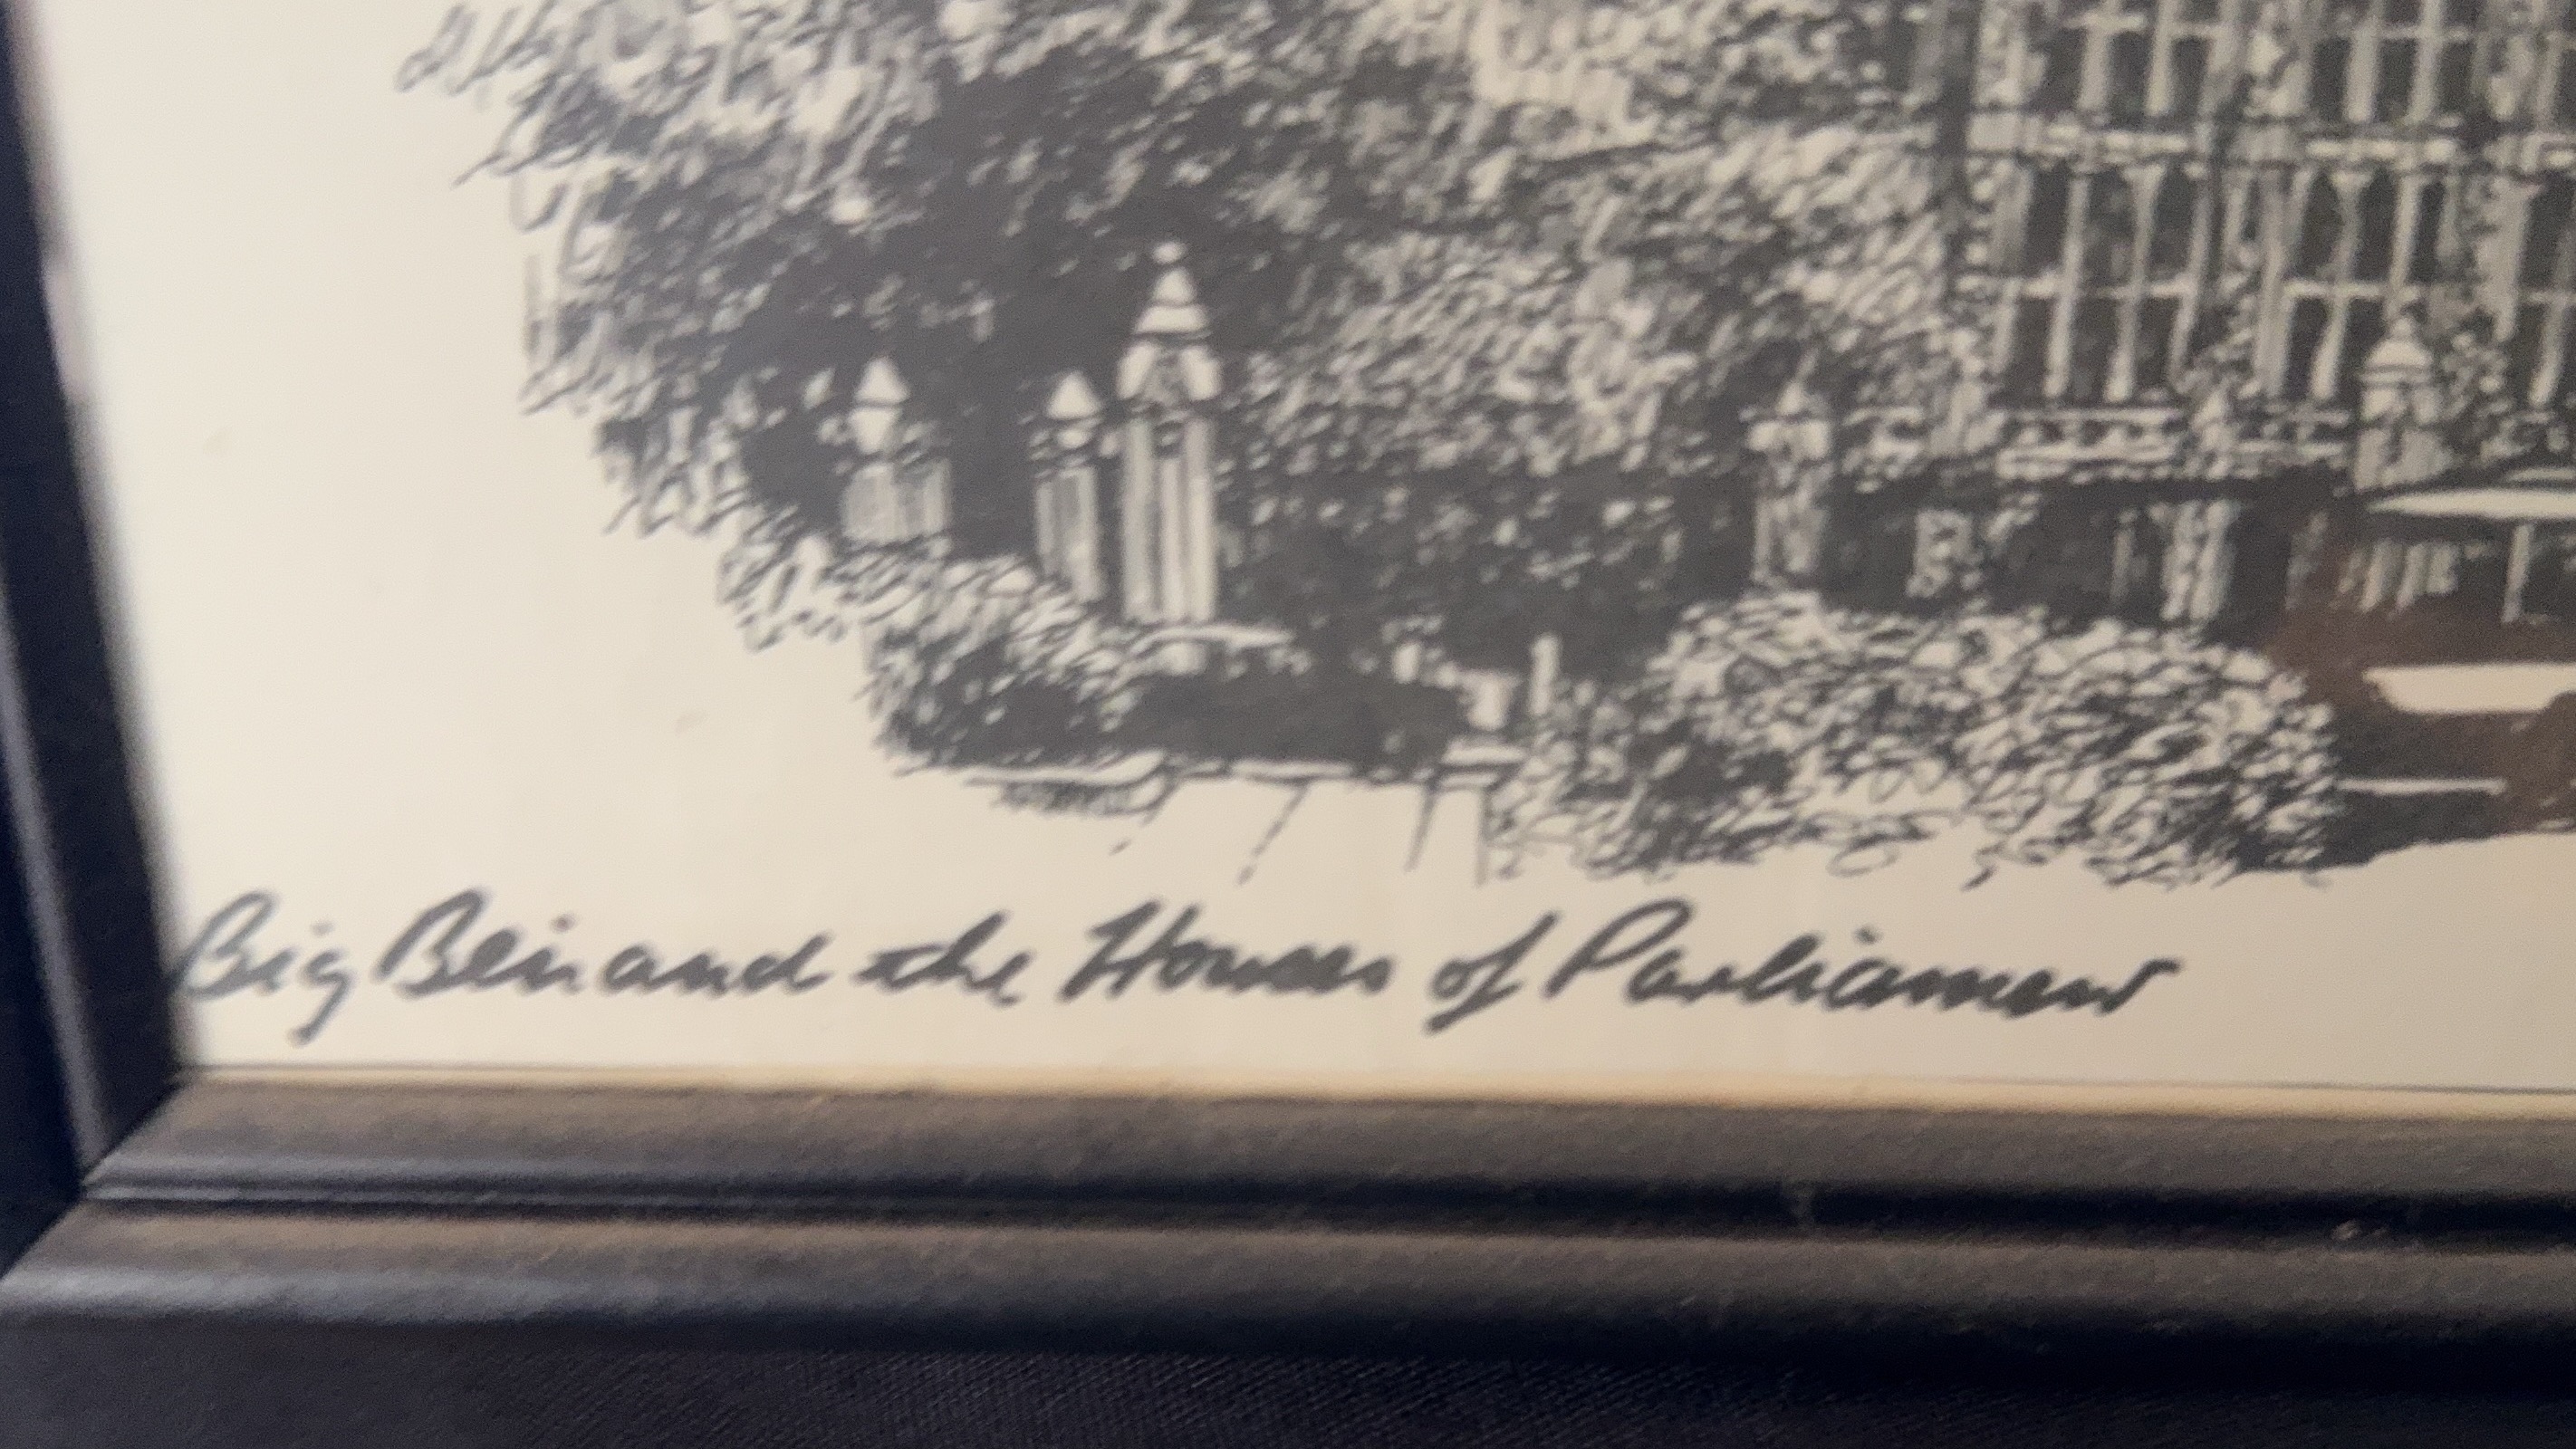 Big Ben and the Houses of Parliament